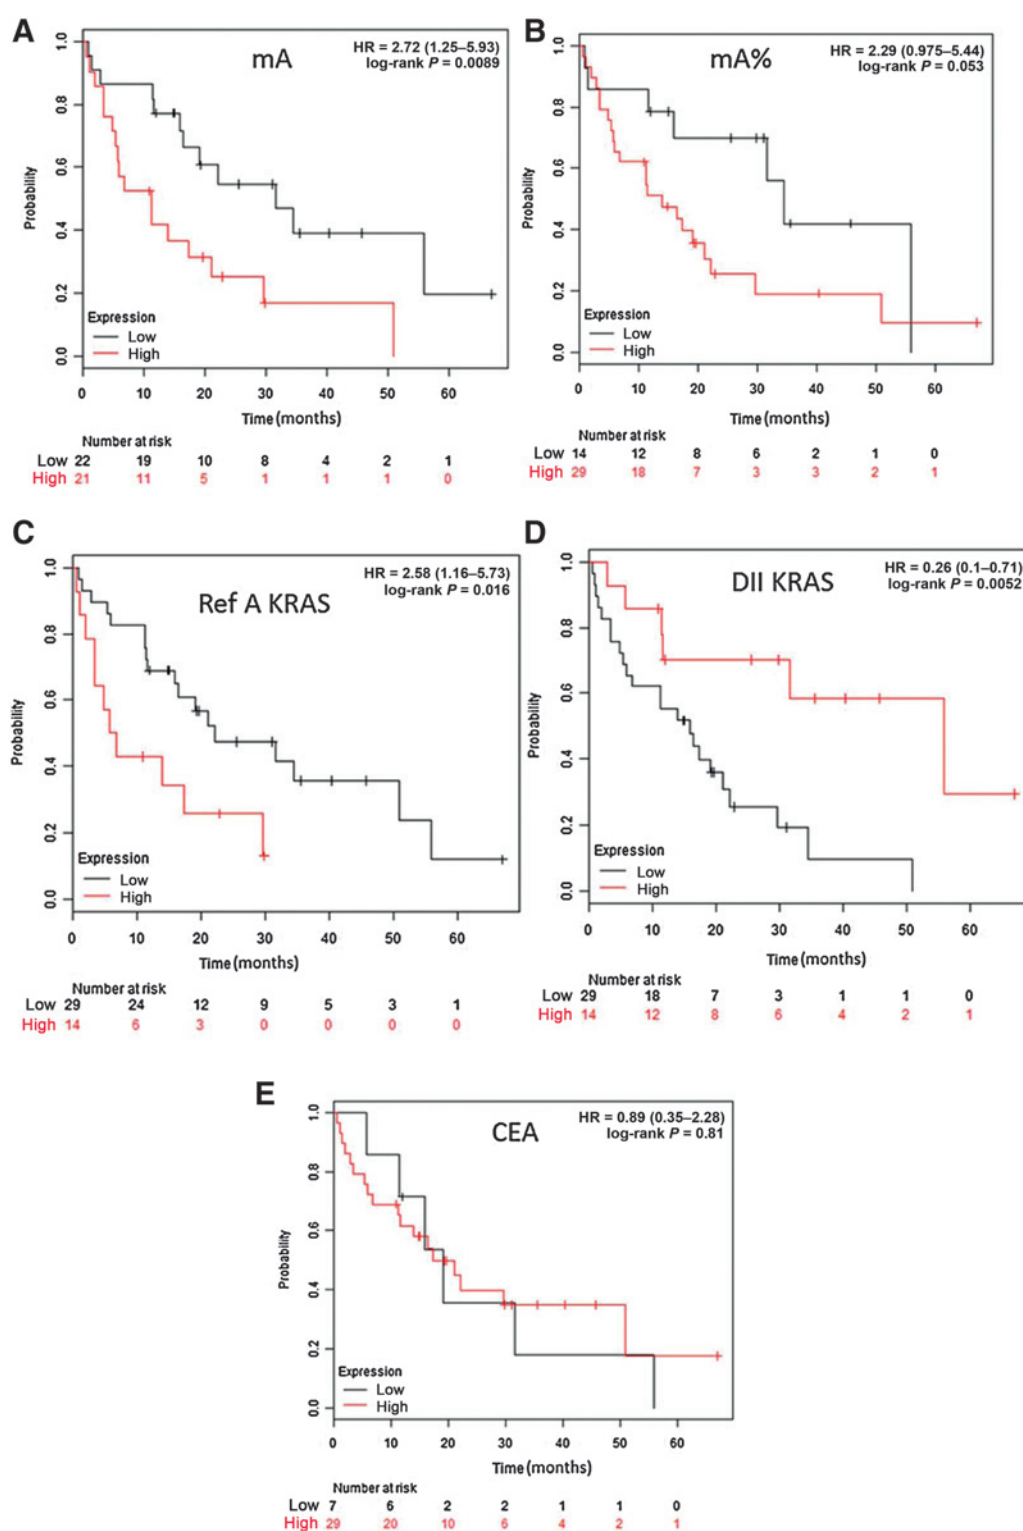 A
mA
HR = 2.72 (1.25–5.93)
log-rank P = 0.0089
Probability
1.0
0.8
0.6
0.4
0.2
0.0
Expression
Low
High
0 10 20 30 40 50 60
Time (months)
Number at risk
Low 22 19 10 8 4 2 1
High 21 11 5 1 1 1 0
B
mA%
HR = 2.29 (0.975–5.44)
log-rank P = 0.053
Probability
1.0
0.8
0.6
0.4
0.2
0.0
Expression
Low
High
0 10 20 30 40 50 60
Time (months)
Number at risk
Low 14 12 8 6 2 1 0
High 29 18 7 3 3 2 1
C
Ref A KRAS
HR = 2.58 (1.16–5.73)
log-rank P = 0.016
Probability
1.0
0.8
0.6
0.4
0.2
0.0
Expression
Low
High
0 10 20 30 40 50 60
Time (months)
Number at risk
Low 29 24 12 9 5 3 1
High 14 6 3 0 0 0 0
D
DII KRAS
HR = 0.26 (0.1–0.71)
log-rank P = 0.0052
Probability
1.0
0.8
0.6
0.4
0.2
0.0
Expression
Low
High
0 10 20 30 40 50 60
Time (months)
Number at risk
Low 29 18 7 3 1 1 0
High 14 12 8 6 4 2 1
E
CEA
HR = 0.89 (0.35–2.28)
log-rank P = 0.81
Probability
1.0
0.8
0.6
0.4
0.2
0.0
Expression
Low
High
0 10 20 30 40 50 60
Time (months)
Number at risk
Low 7 6 2 2 1 1 0
High 29 20 10 6 4 2 1